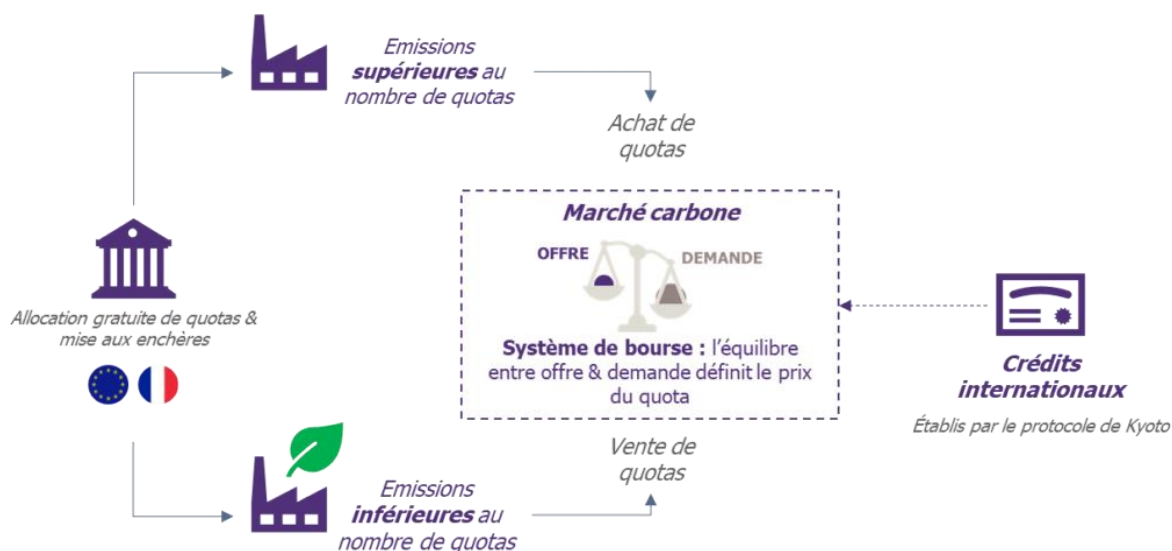 Emissions
supérieures au
nombre de quotas
Achat de
quotas
Allocation gratuite de quotas &
mise aux enchères
Marché carbone
OFFRE
DEMANDE
Système de bourse : l'équilibre
entre offre & demande définit le prix
du quota
Crédits
internationaux
Établis par le protocole de Kyoto
Vente de
quotas
Emissions
inférieures au
nombre de quotas